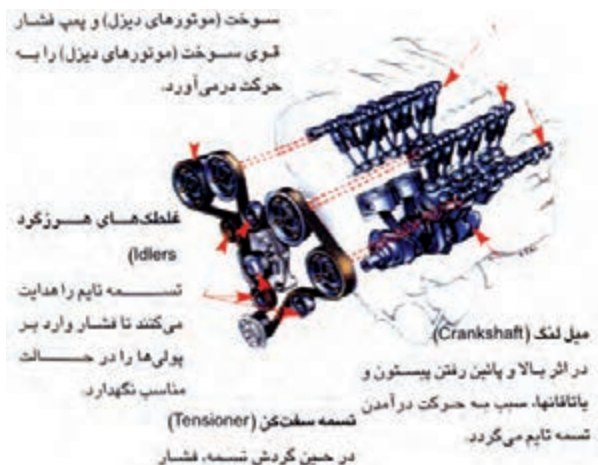 سوخت (موتورهای دیزل) و پمپ فشار
قوی سوخت (موتورهای دیزل) را به
حرکت درمی‌آورد.
غلطک‌های هرزگرد
(Idlers
تسمه تایم را هدایت
می‌کنند تا فشار وارد بر
پولی‌ها را در حالت
مناسب نگهدارد.
میل لنگ (Crankshaft)
در اثر بالا و پائین رفتن پیستون و
یاتاقانها، سبب به حرکت درآمدن
تسمه تایم می‌گردد.
تسمه سفت‌کن (Tensioner)
در حین گردش تسمه، فشار